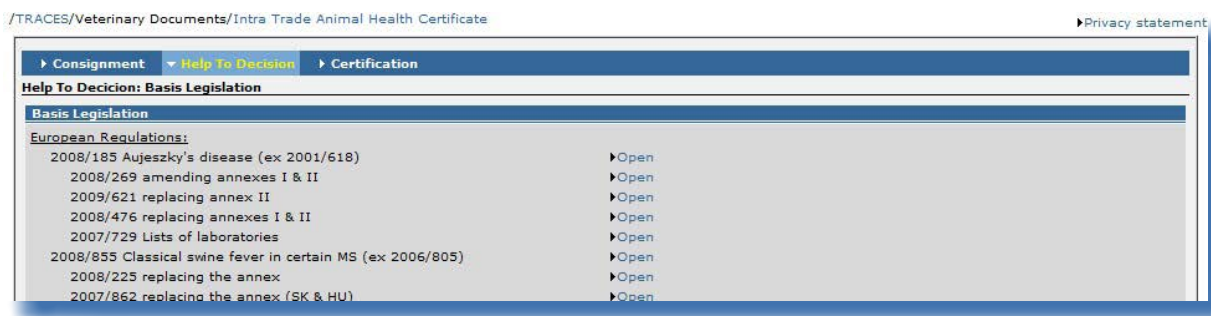 /TRACES/Veterinary Documents/Intra Trade Animal Health Certificate
Privacy statement
Consignment Help To Decision Certification
Help To Decicion: Basis Legislation
Basis Legislation
European Regulations:
2008/185 Aujeszky's disease (ex 2001/618) Open
2008/269 amending annexes I & II Open
2009/621 replacing annex II Open
2008/476 replacing annexes I & II Open
2007/729 Lists of laboratories Open
2008/855 Classical swine fever in certain MS (ex 2006/805) Open
2008/225 replacing the annex Open
2007/862 replacing the annex (SK & HU) Open